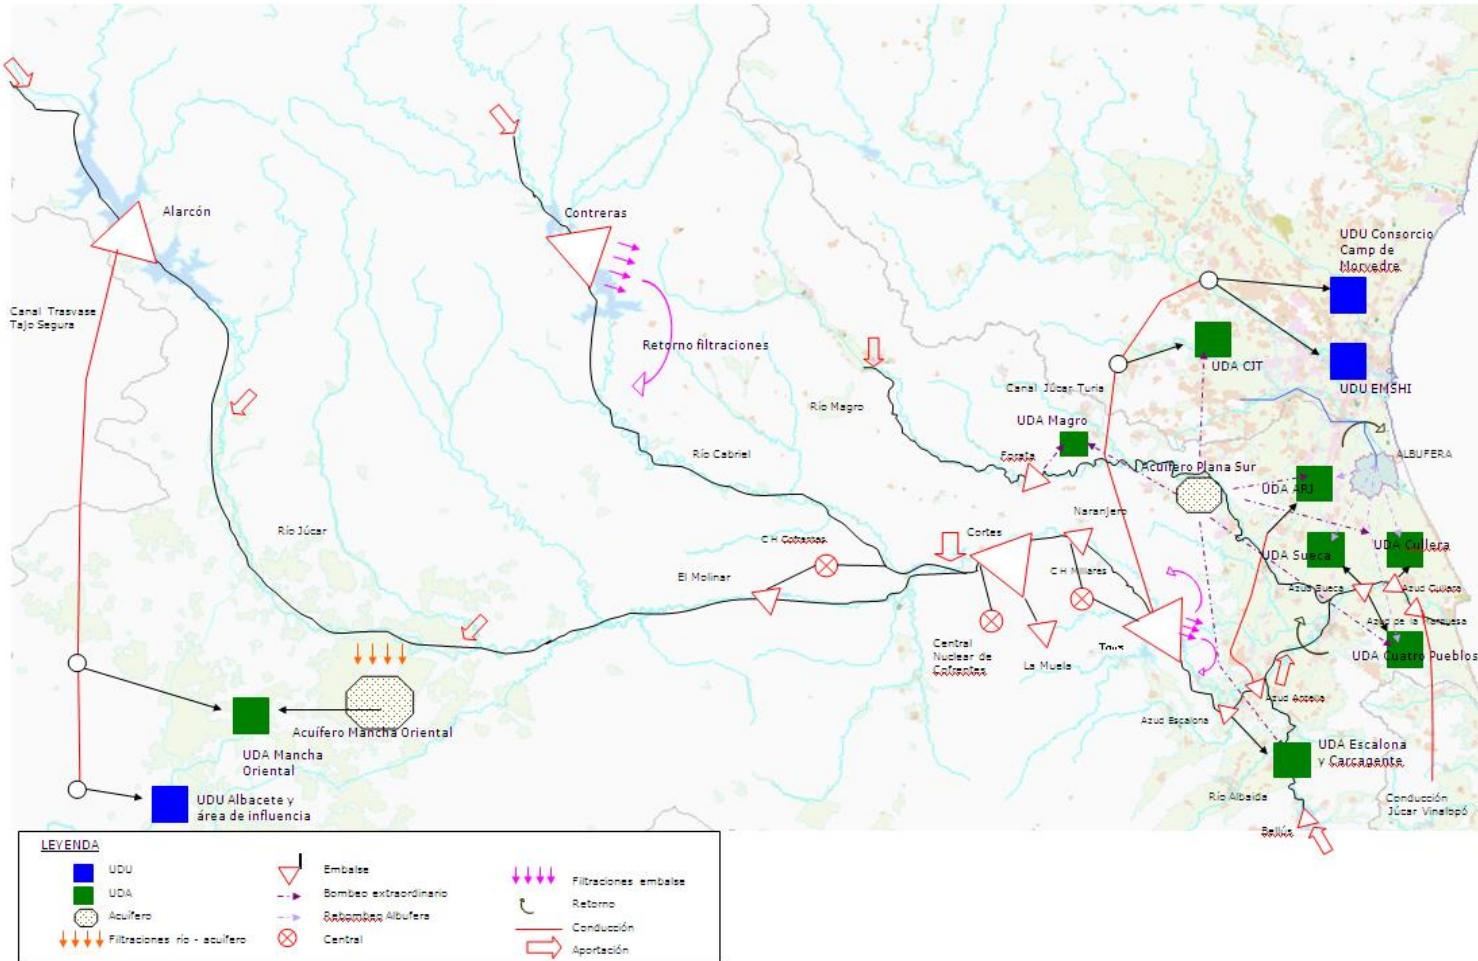 Alarcón
Contreras
UDU Consorcio
Camp de
Morvedre
Canal Trasvase
Tajo Segura
Retorno filtraciones
UDA CJT
UDU EMSHI
Canal Júcar Turia
Río Magro
UDA Magro
Río Cabriel
Forata
Acuífero Plana Sur
ALBUFERA
UDA ARJ
Naranjero
Río Júcar
Cortes
C H Cofrentes
UDA Sueca
UDA Cullera
El Molinar
C H Millares
Azud Sueca
Azud Cullera
Azud de la Marquesa
Central
Nuclear de
Cofrentes
La Muela
Tous
UDA Cuatro Pueblos
Azud Antella
Azud Escalona
Acuífero Mancha Oriental
UDA Mancha
Oriental
UDA Escalona
y Carcagente
Río Albaida
Conducción
Júcar Vinalopó
UDU Albacete y
área de influencia
Bellús
LEYENDA
UDU
UDA
Acuífero
Filtraciones río - acuífero
Embalse
Bombeo extraordinario
Rebombeo Albufera
Central
Filtraciones embalse
Retorno
Conducción
Aportación